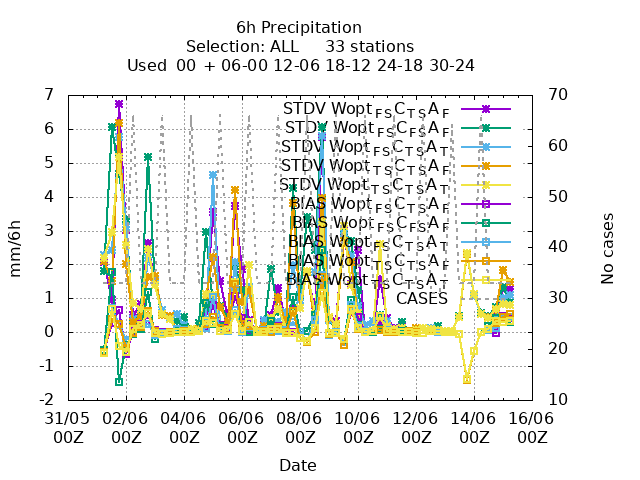 6h Precipitation
Selection: ALL 33 stations
Used 00 + 06-00 12-06 18-12 24-18 30-24
7
6
5
4
3
2
1
0
-1
-2
mm/6h
STDV Wopt FS C TS A F
STDV Wopt FS C FS A F
STDV Wopt FS C TS A T
STDV Wopt TS C TS A F
STDV Wopt TS C TS A T
BIAS Wopt FS C TS A F
BIAS Wopt FS C FS A F
BIAS Wopt FS C TS A T
BIAS Wopt TS C TS A F
BIAS Wopt TS C TS A T
CASES
70
60
50
40
30
20
10
No cases
31/05 02/06 04/06 06/06 08/06 10/06 12/06 14/06 16/06
00Z 00Z 00Z 00Z 00Z 00Z 00Z 00Z 00Z
Date